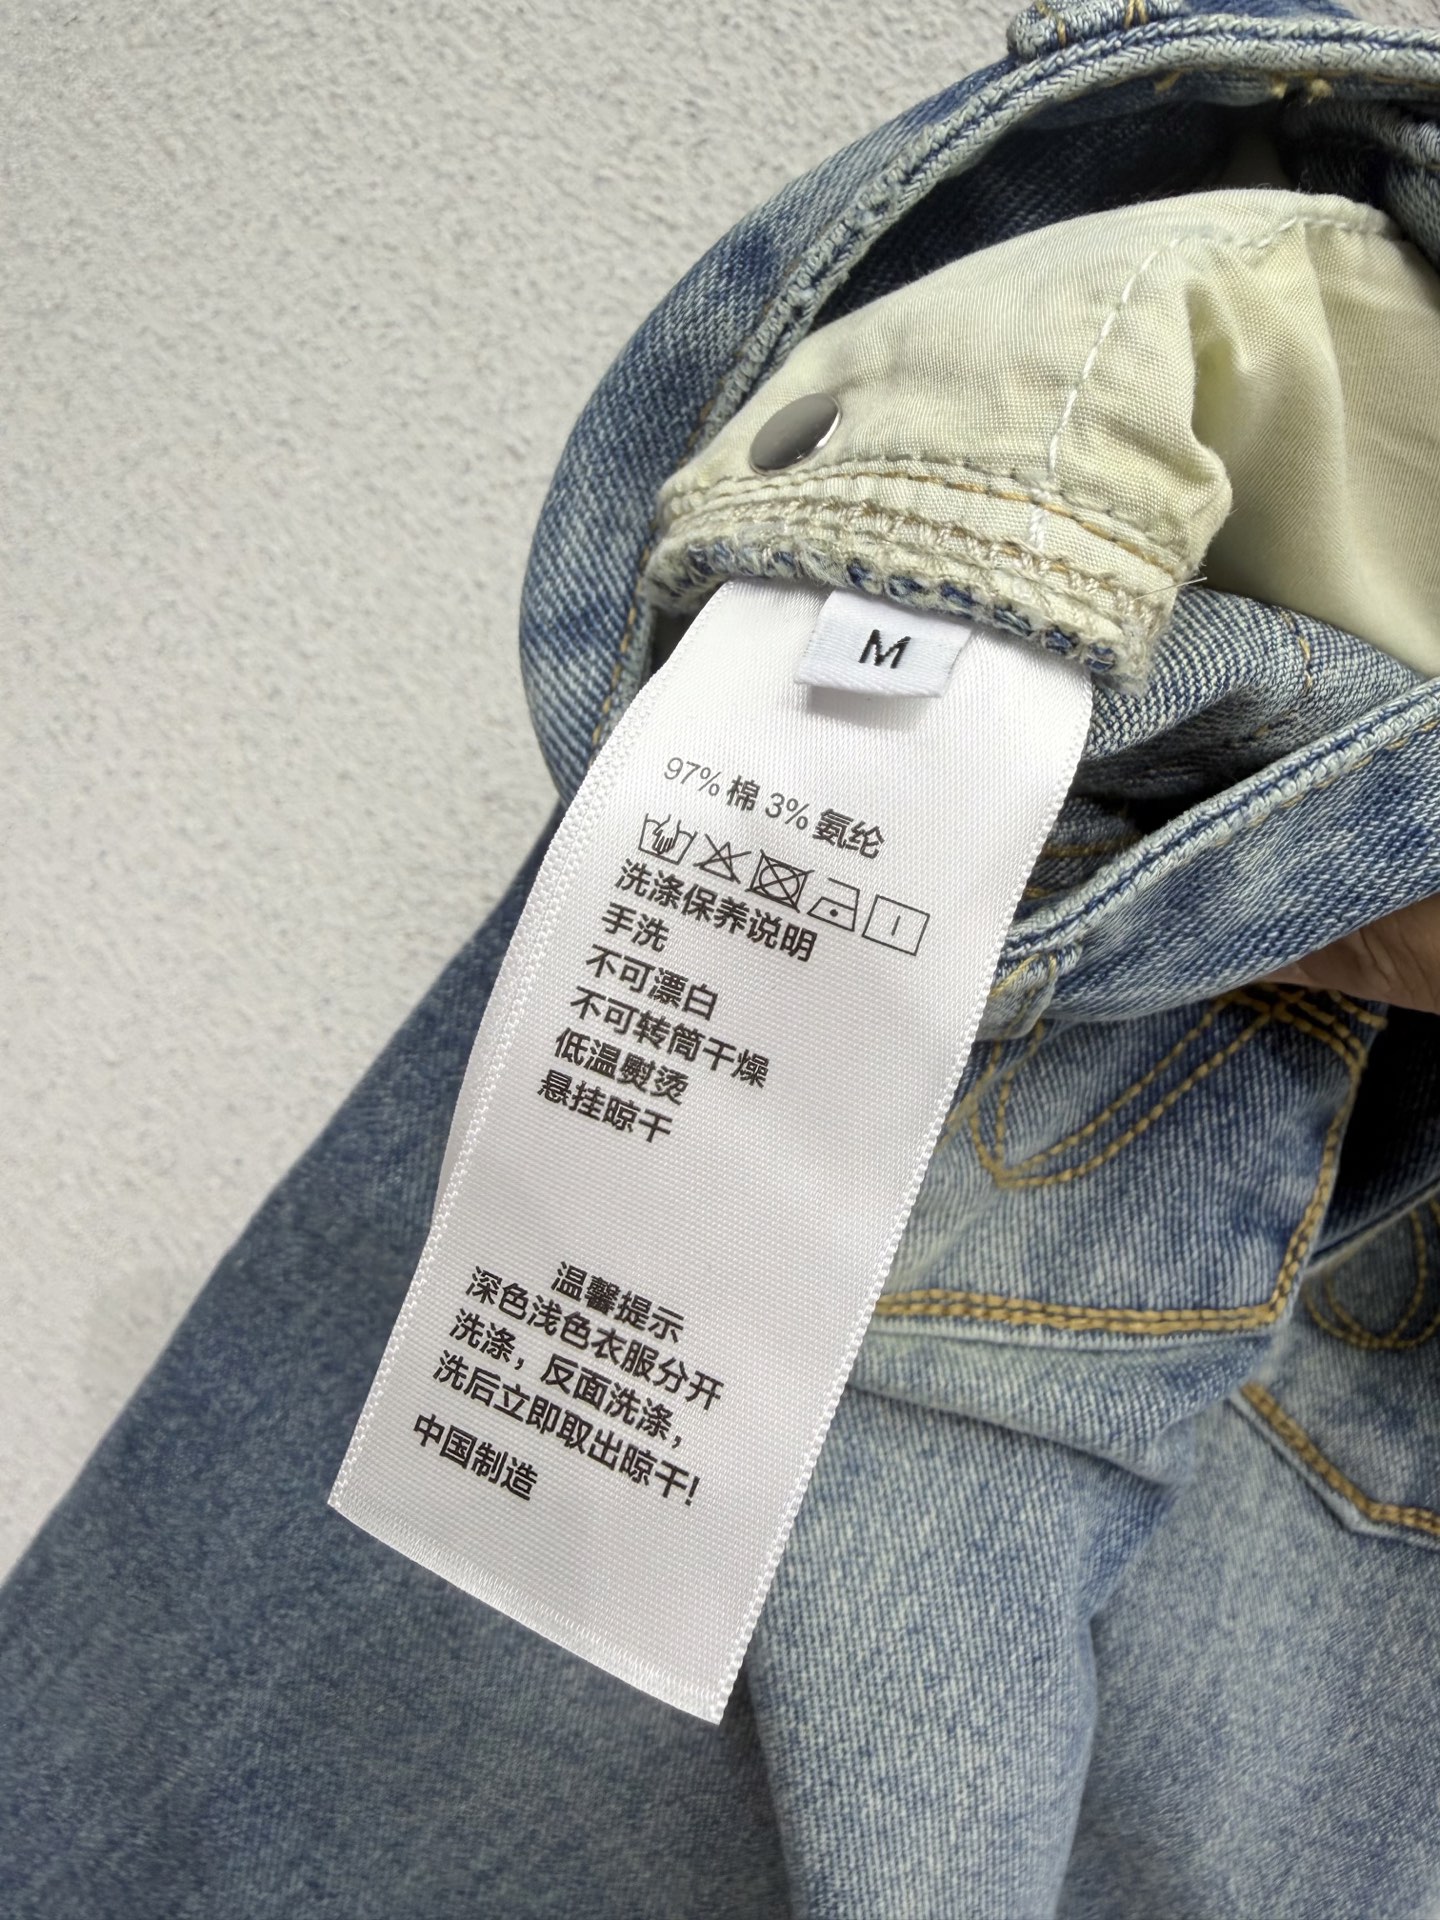 M
97% 棉 3% 氨纶
洗涤保养说明
手洗
不可漂白
不可转筒干燥
低温熨烫
悬挂晾干
温馨提示
深色浅色衣服分开
洗涤，反面洗涤，
洗后立即取出晾干!
中国制造